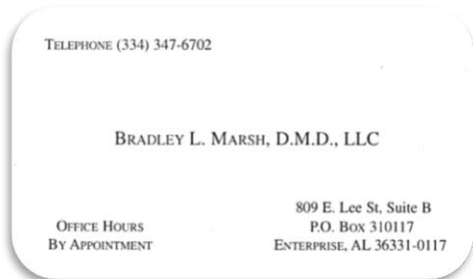 TELEPHONE (334) 347-6702
BRADLEY L. MARSH, D.M.D., LLC
OFFICE HOURS
BY APPOINTMENT
809 E. Lee St, Suite B
P.O. BOX 310117
ENTERPRISE, AL 36331-0117